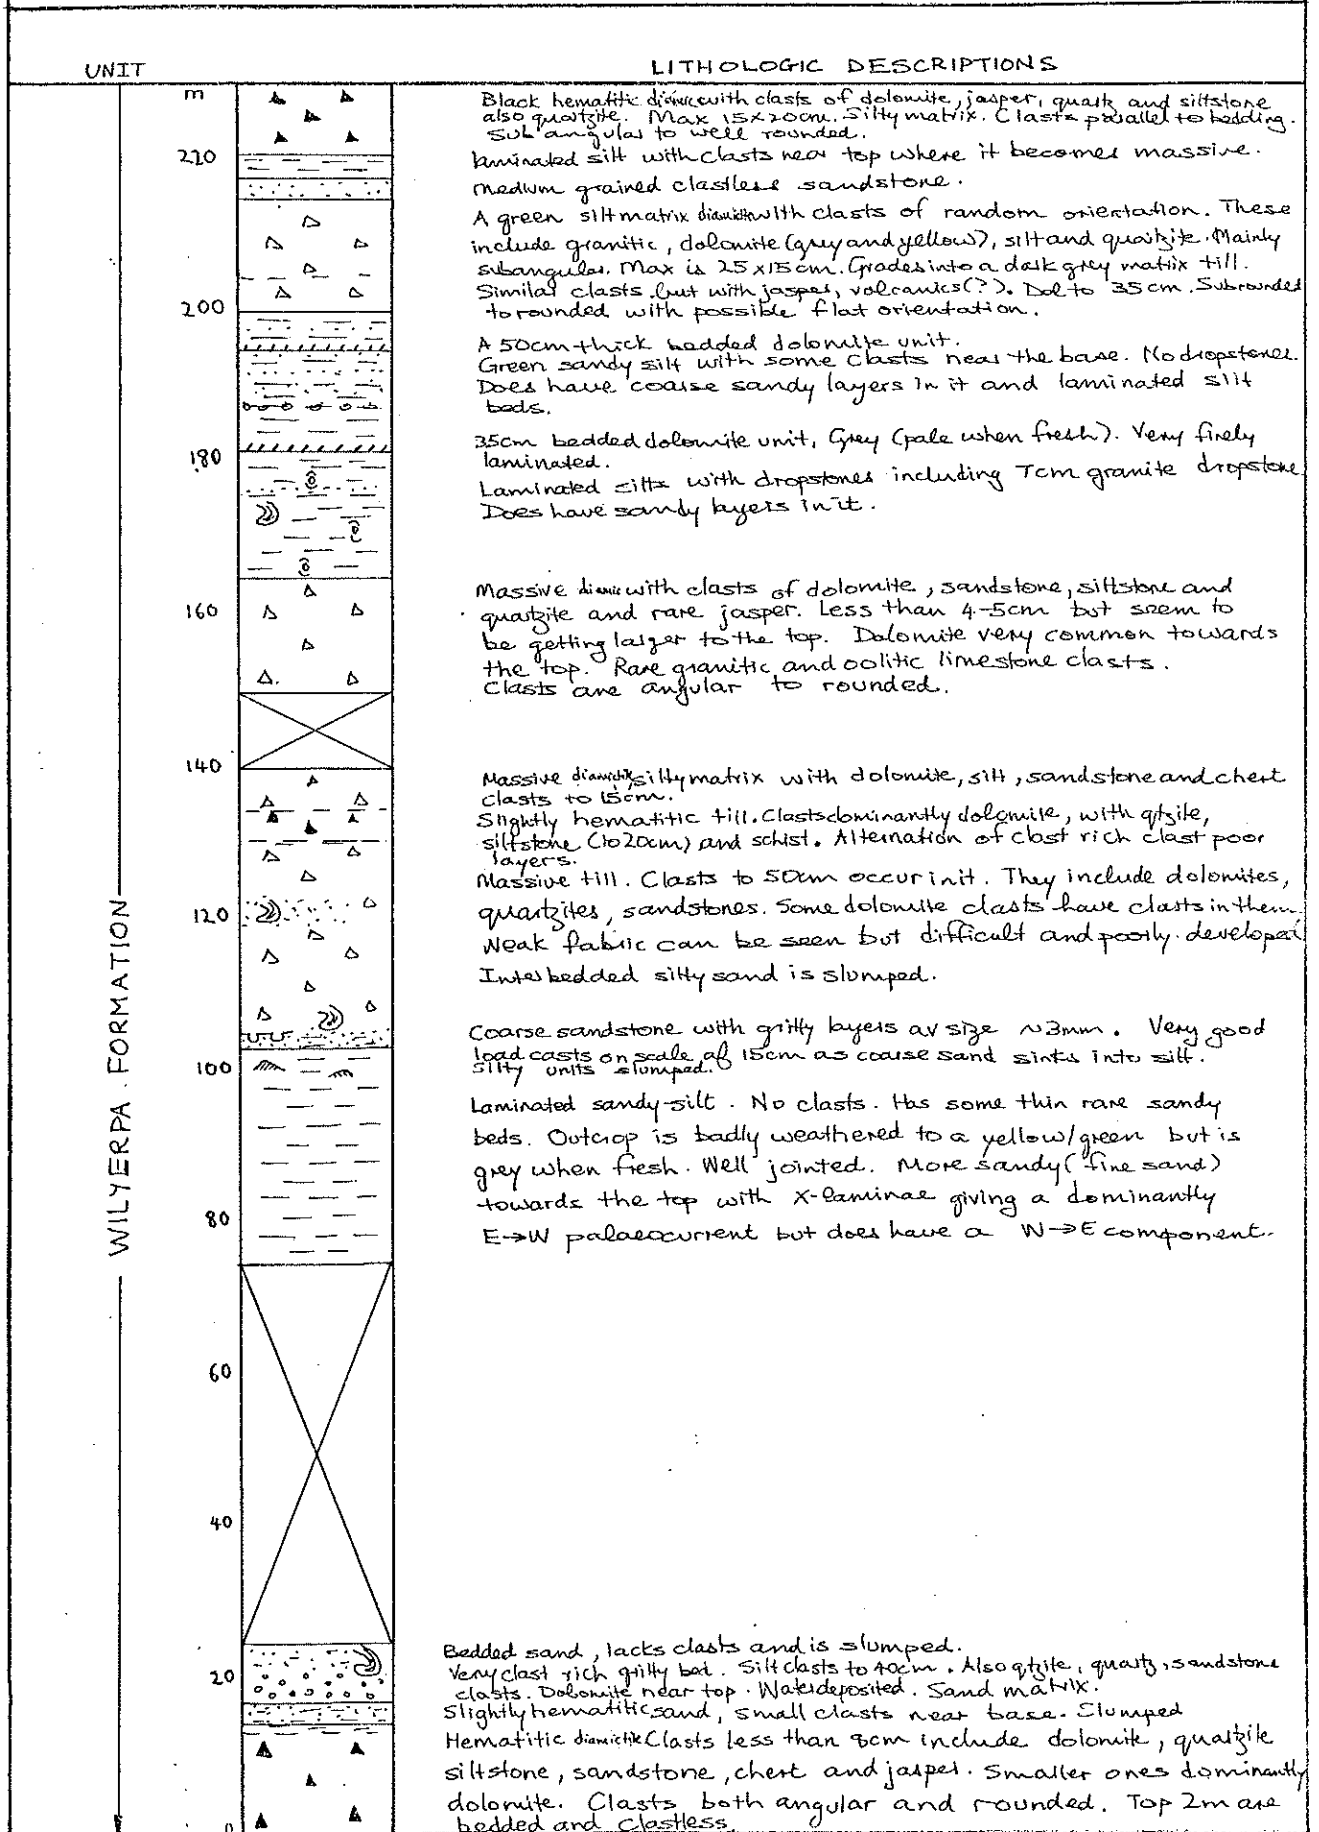 UNIT
LITHOLOGIC DESCRIPTIONS
m
Black hematitic with clasts of dolomite, jasper, quartz and siltstone
also quartzite. Max 15x20cm. Silty matrix. Clasts parallel to bedding.
Sub angular to well rounded.
220
laminated silt with clasts near top where it becomes massive.
medium grained clastless sandstone.
A green silt matrix with clasts of random orientation. These
include granitic, dolomite (grey and yellow), silt and quartzite. Mainly
subangular. Max is 25x15cm. Grades into a dark grey matrix till.
Similar clasts but with jasper, volcanics(?). Dol to 35cm. Subrounded
to rounded with possible flat orientation.
200
A 50cm thick bedded dolomite unit.
Green sandy silt with some clasts near the base. No dropstones.
Does have coarse sandy layers in it and laminated silt
beds.
35cm bedded dolomite unit, Grey (pale when fresh). Very finely
laminated.
180
Laminated silts with dropstones including 7cm granite dropstone
Does have sandy layers in it.
Massive with clasts of dolomite, sandstone, siltstone and
160
quartzite and rare jasper. Less than 4-5cm but seem to
be getting larger to the top. Dolomite very common towards
the top. Rare granitic and oolitic limestone clasts.
Clasts are angular to rounded.
140
Massive silty matrix with dolomite, silt, sandstone and chert
clasts to 15cm.
Slightly hematitic till. Clasts dominantly dolomite, with qtzite,
siltstone (to 20cm) and schist. Alternation of clast rich clast poor
layers.
Massive till. Clasts to 50cm occur in it. They include dolomites,
120
quartzites, sandstones. Some dolomite clasts have clasts in them
Weak fabric can be seen but difficult and poorly developed
Interbedded silty sand is slumped.
WILYERPA FORMATION
Coarse sandstone with gritty layers av size ~3mm. Very good
load casts on scale of 15cm as coarse sand sinks into silt.
Silty units slumped.
100
Laminated sandy-silt. No clasts. Has some thin rare sandy
beds. Outcrop is badly weathered to a yellow/green but is
grey when fresh. Well jointed. More sandy (fine sand)
towards the top with x-laminae giving a dominantly
80
E→W palaeocurrent but does have a W→E component.
60
40
Bedded sand, lacks clasts and is slumped.
20
Very clast rich gritty bed. Silt clasts to 40cm. Also qtzite, quartz, sandstone
clasts. Dolomite near top. Water deposited. Sand matrix.
Slightly hematitic sand, small clasts near base. Slumped
Hematitic diamictite Clasts less than 8cm include dolomite, quartzite
siltstone, sandstone, chert and jasper. Smaller ones dominantly
dolomite. Clasts both angular and rounded. Top 2m are
0
bedded and clastless